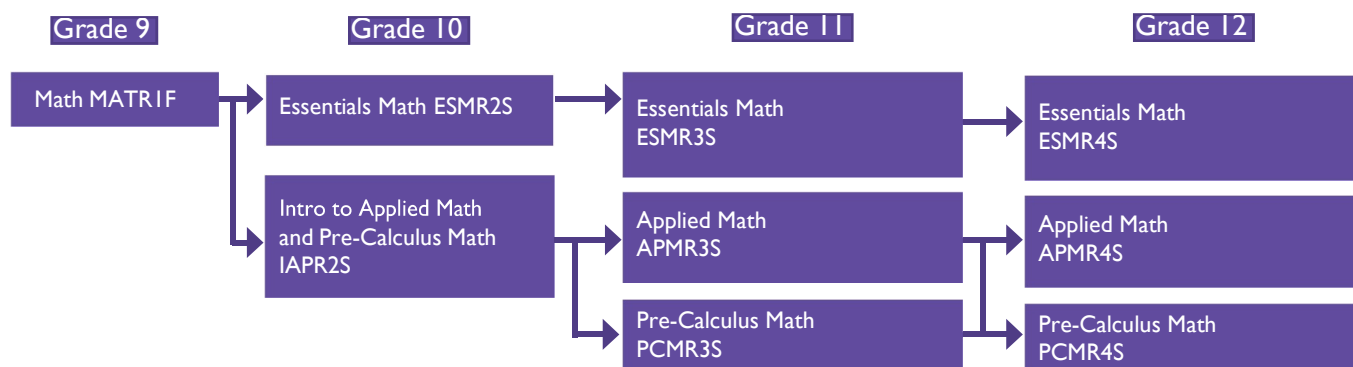 Grade 9
Grade 10
Grade 11
Grade 12
Math MATR1F
Essentials Math ESMR2S
Essentials Math
ESMR3S
Essentials Math
ESMR4S
Intro to Applied Math
and Pre-Calculus Math
IAPR2S
Applied Math
APMR3S
Applied Math
APMR4S
Pre-Calculus Math
PCMR3S
Pre-Calculus Math
PCMR4S